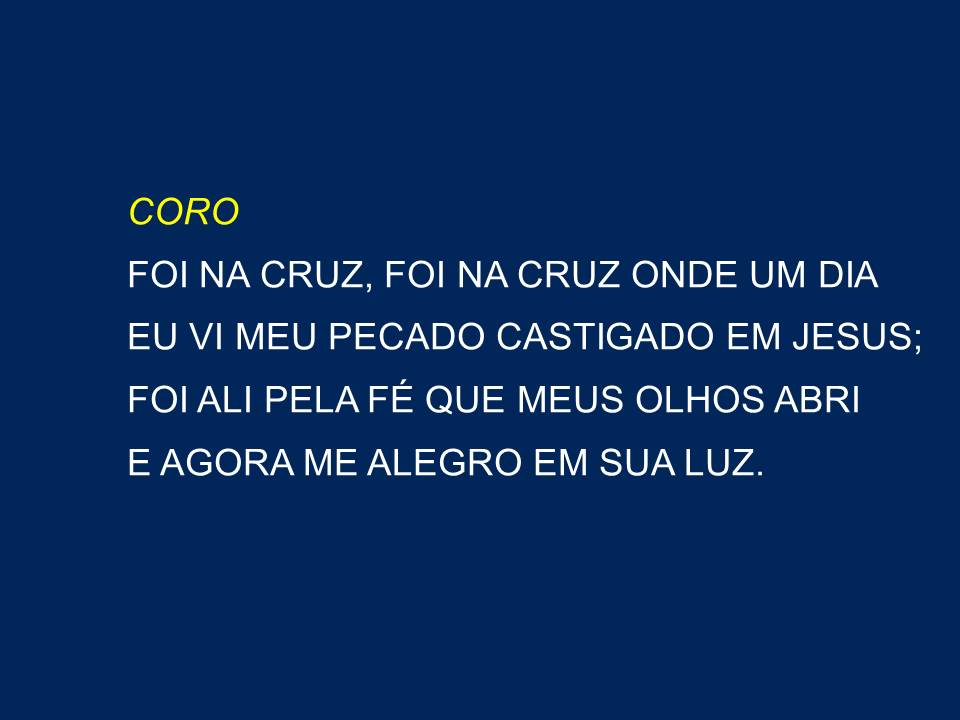 CORO
FOI NA CRUZ, FOI NA CRUZ ONDE UM DIA
EU VI MEU PECADO CASTIGADO EM JESUS;
FOI ALI PELA FÉ QUE MEUS OLHOS ABRI
E AGORA ME ALEGRO EM SUA LUZ.